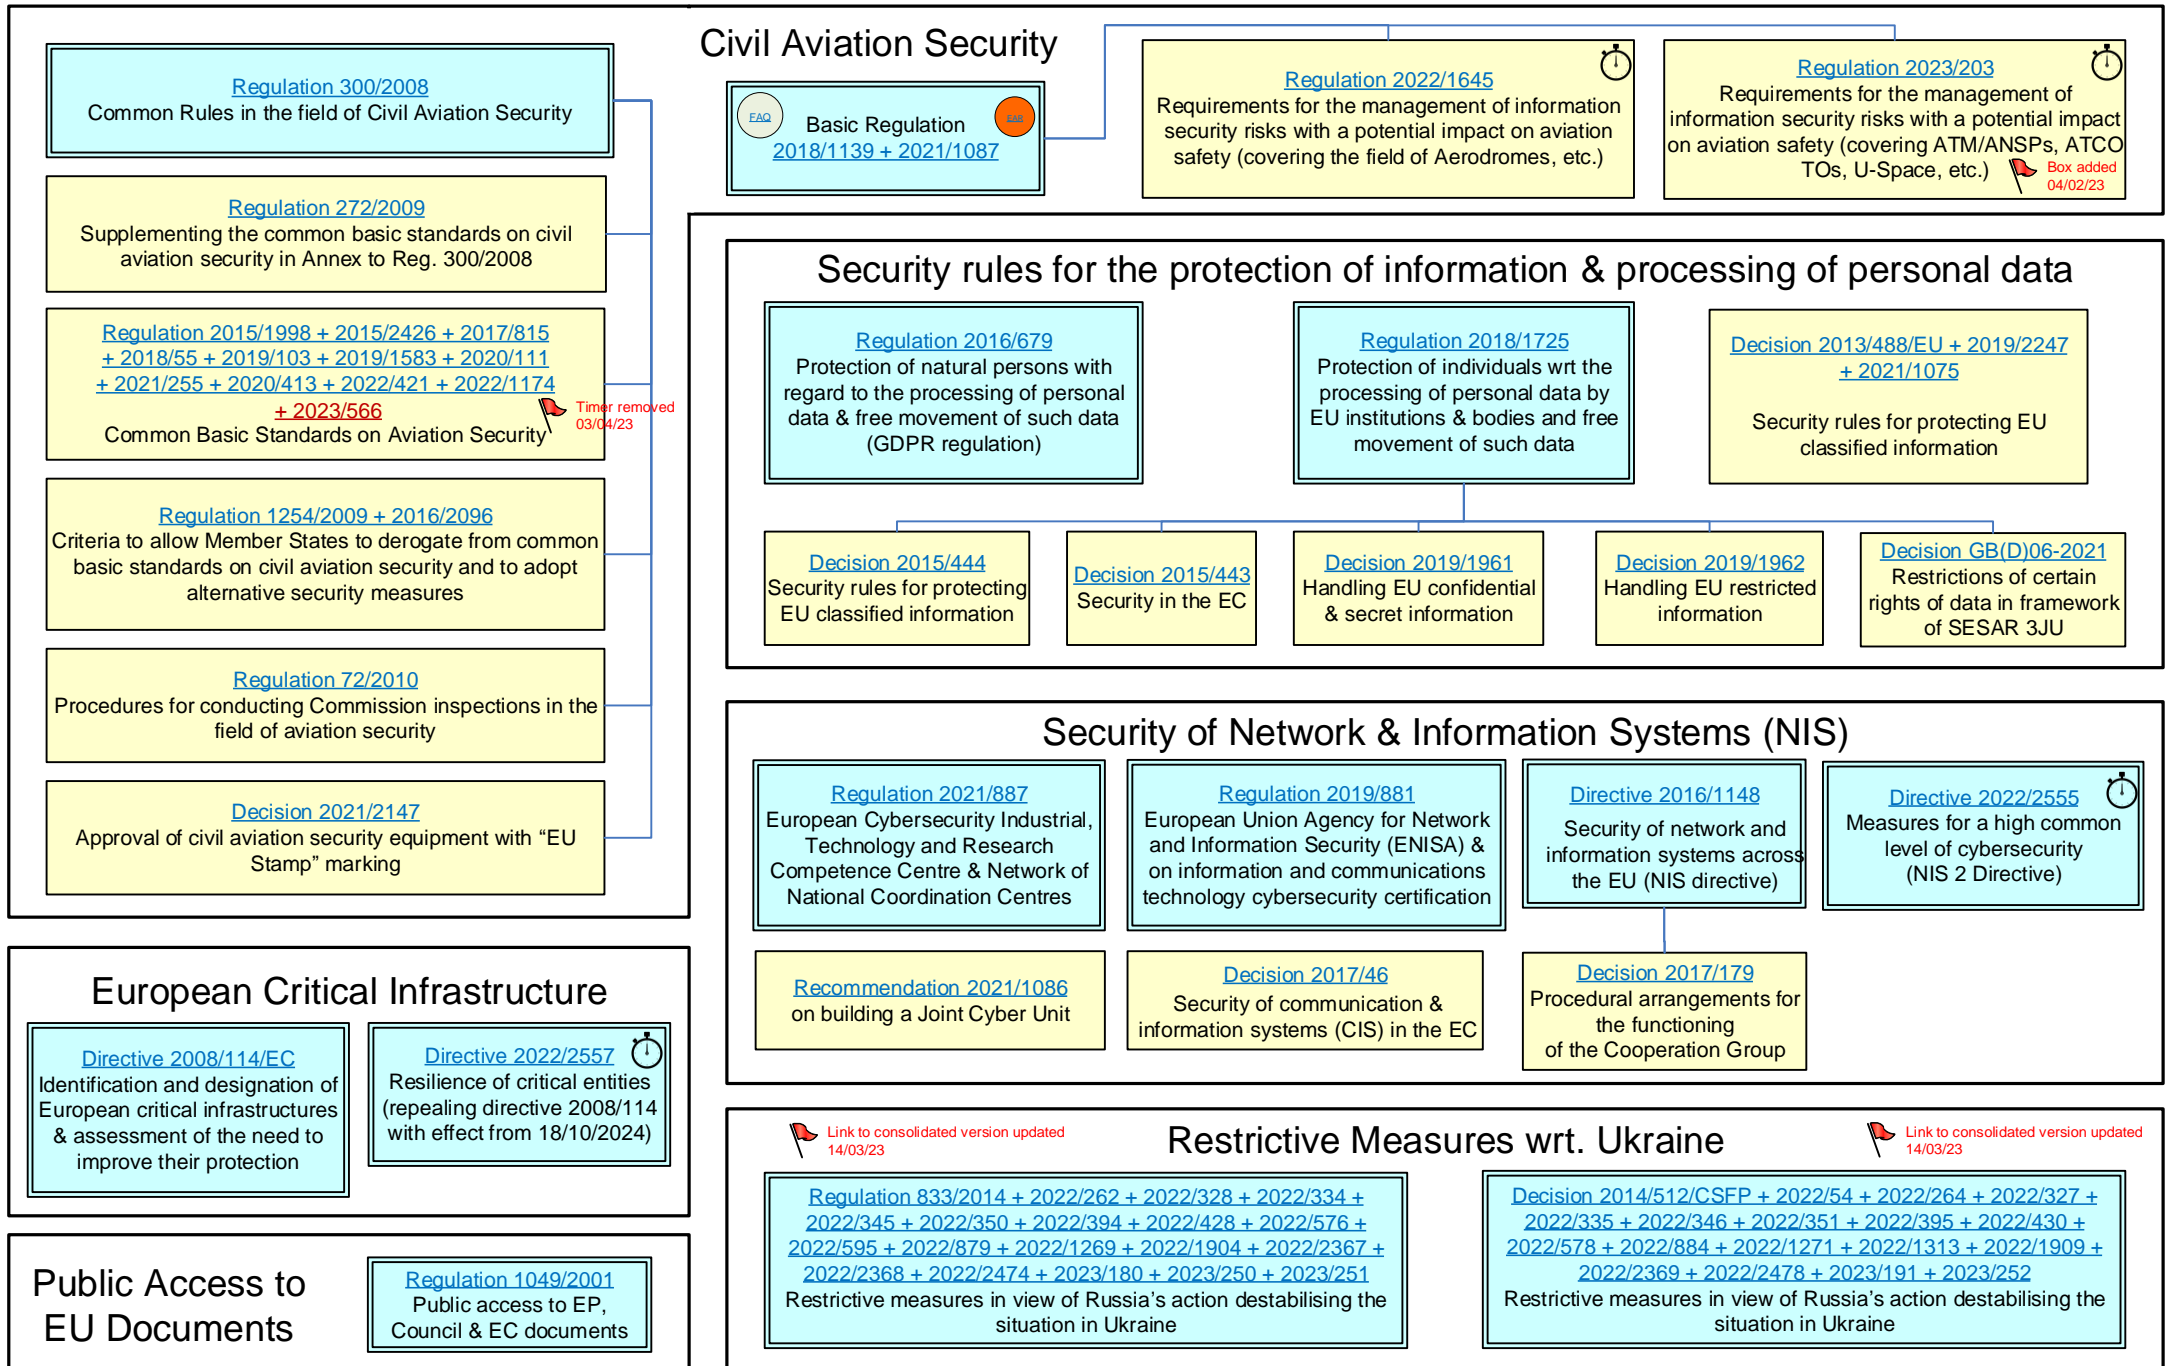 Civil Aviation Security
Regulation 300/2008
Common Rules in the field of Civil Aviation Security
Regulation 272/2009
Supplementing the common basic standards on civil
aviation security in Annex to Reg. 300/2008
Regulation 2015/1998 + 2015/2426 + 2017/815
+ 2018/55 + 2019/103 + 2019/1583 + 2020/111
+ 2021/255 + 2020/413 + 2022/421 + 2022/1174
+ 2023/566
Common Basic Standards on Aviation Security
Timer removed
03/04/23
Regulation 1254/2009 + 2016/2096
Criteria to allow Member States to derogate from common
basic standards on civil aviation security and to adopt
alternative security measures
Regulation 72/2010
Procedures for conducting Commission inspections in the
field of aviation security
Decision 2021/2147
Approval of civil aviation security equipment with “EU
Stamp” marking
FAQ
EAR
Basic Regulation
2018/1139 + 2021/1087
Regulation 2022/1645
Requirements for the management of information
security risks with a potential impact on aviation
safety (covering the field of Aerodromes, etc.)
Regulation 2023/203
Requirements for the management of
information security risks with a potential impact
on aviation safety (covering ATM/ANSPs, ATCO
TOs, U-Space, etc.)
Box added
04/02/23
Security rules for the protection of information & processing of personal data
Regulation 2016/679
Protection of natural persons with
regard to the processing of personal
data & free movement of such data
(GDPR regulation)
Regulation 2018/1725
Protection of individuals wrt the
processing of personal data by
EU institutions & bodies and free
movement of such data
Decision 2013/488/EU + 2019/2247
+ 2021/1075
Security rules for protecting EU
classified information
Decision 2015/444
Security rules for protecting
EU classified information
Decision 2015/443
Security in the EC
Decision 2019/1961
Handling EU confidential
& secret information
Decision 2019/1962
Handling EU restricted
information
Decision GB(D)06-2021
Restrictions of certain
rights of data in framework
of SESAR 3JU
Security of Network & Information Systems (NIS)
Regulation 2021/887
European Cybersecurity Industrial,
Technology and Research
Competence Centre & Network of
National Coordination Centres
Regulation 2019/881
European Union Agency for Network
and Information Security (ENISA) &
on information and communications
technology cybersecurity certification
Directive 2016/1148
Security of network and
information systems across
the EU (NIS directive)
Directive 2022/2555
Measures for a high common
level of cybersecurity
(NIS 2 Directive)
Recommendation 2021/1086
on building a Joint Cyber Unit
Decision 2017/46
Security of communication &
information systems (CIS) in the EC
Decision 2017/179
Procedural arrangements for
the functioning
of the Cooperation Group
European Critical Infrastructure
Directive 2008/114/EC
Identification and designation of
European critical infrastructures
& assessment of the need to
improve their protection
Directive 2022/2557
Resilience of critical entities
(repealing directive 2008/114
with effect from 18/10/2024)
Public Access to
EU Documents
Regulation 1049/2001
Public access to EP,
Council & EC documents
Link to consolidated version updated
14/03/23
Restrictive Measures wrt. Ukraine
Link to consolidated version updated
14/03/23
Regulation 833/2014 + 2022/262 + 2022/328 + 2022/334 +
2022/345 + 2022/350 + 2022/394 + 2022/428 + 2022/576 +
2022/595 + 2022/879 + 2022/1269 + 2022/1904 + 2022/2367 +
2022/2368 + 2022/2474 + 2023/180 + 2023/250 + 2023/251
Restrictive measures in view of Russia’s action destabilising the
situation in Ukraine
Decision 2014/512/CSFP + 2022/54 + 2022/264 + 2022/327 +
2022/335 + 2022/346 + 2022/351 + 2022/395 + 2022/430 +
2022/578 + 2022/884 + 2022/1271 + 2022/1313 + 2022/1909 +
2022/2369 + 2022/2478 + 2023/191 + 2023/252
Restrictive measures in view of Russia’s action destabilising the
situation in Ukraine